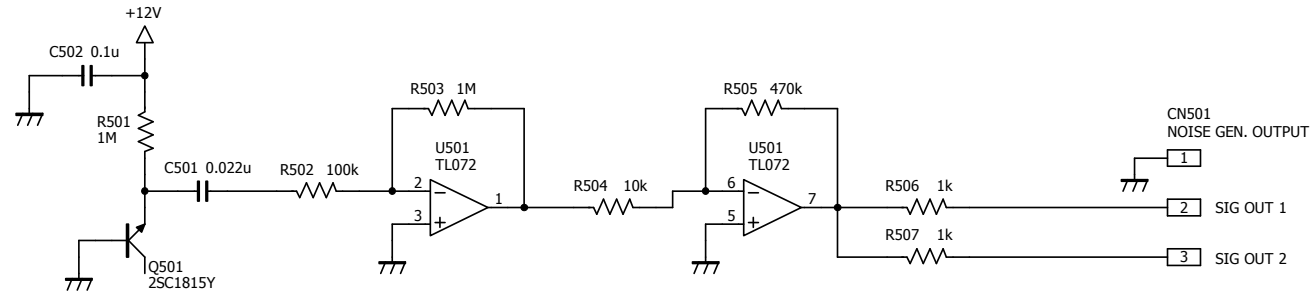 +12V
C502 0.1u
R501
1M
C501 0.022u
R502 100k
R503 1M
U501
TL072
2
3
1
R504 10k
R505 470k
U501
TL072
6
5
7
R506 1k
R507 1k
CN501
NOISE GEN. OUTPUT
1
2 SIG OUT 1
3 SIG OUT 2
Q501
2SC1815Y